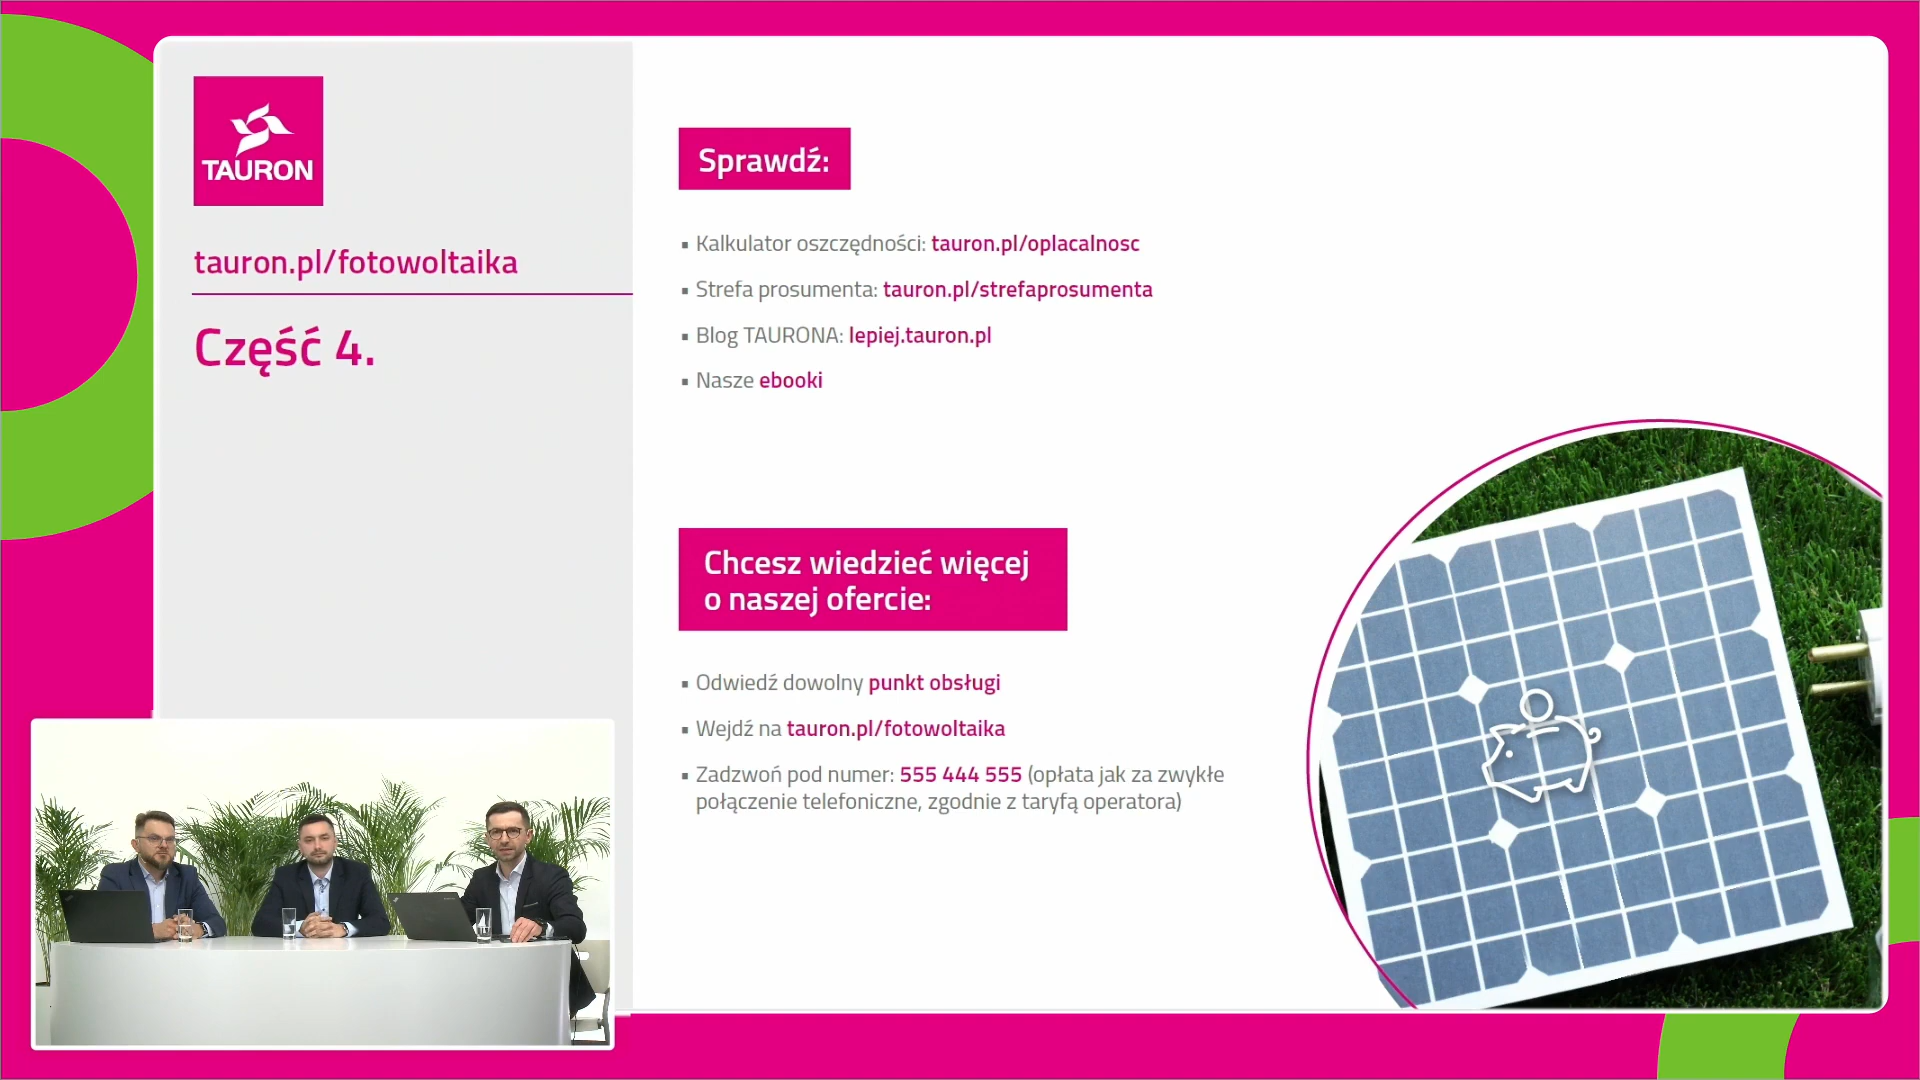 TAURON
tauron.pl/fotowoltaika
Część 4.
Sprawdź:
▪ Kalkulator oszczędności: tauron.pl/oplacalnosc
▪ Strefa prosumenta: tauron.pl/strefaprosumenta
▪ Blog TAURONA: lepiej.tauron.pl
▪ Nasze ebooki
Chcesz wiedzieć więcej
o naszej ofercie:
▪ Odwiedź dowolny punkt obsługi
▪ Wejdź na tauron.pl/fotowoltaika
▪ Zadzwoń pod numer: 555 444 555 (opłata jak za zwykłe
połączenie telefoniczne, zgodnie z taryfą operatora)